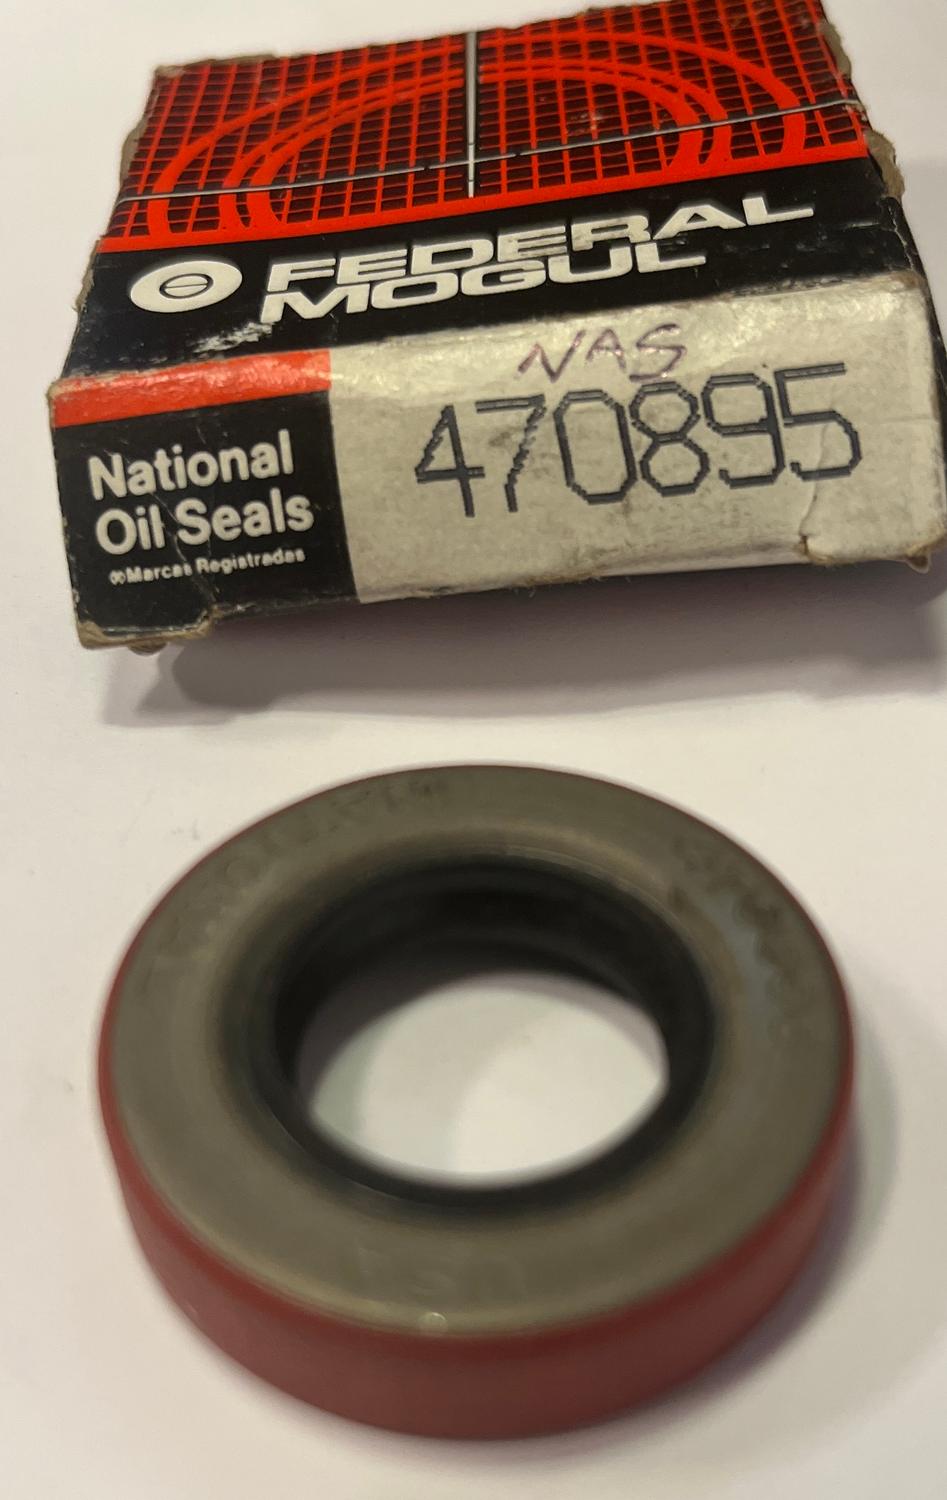 FEDERAL
MOGUL
NAS
470895
National
Oil Seals
∞Marcas Registradas